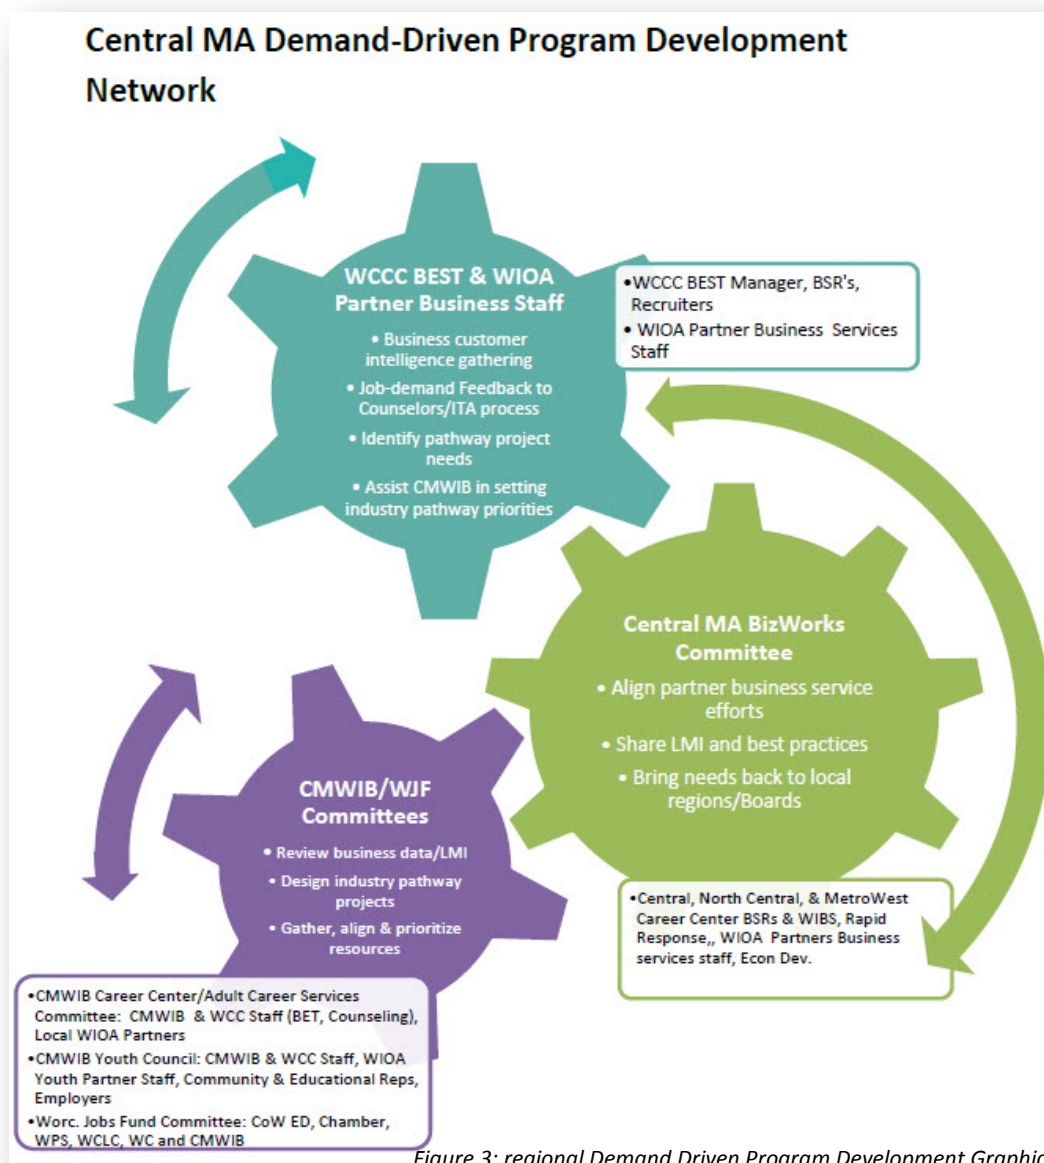 Central MA Demand-Driven Program Development
Network
WCCC BEST & WIOA
Partner Business Staff
• Business customer
intelligence gathering
• Job-demand Feedback to
Counselors/ITA process
• Identify pathway project
needs
• Assist CMWIB in setting
industry pathway priorities
•WCCC BEST Manager, BSR's,
Recruiters
• WIOA Partner Business Services
Staff
Central MA BizWorks
Committee
• Align partner business service
efforts
• Share LMI and best practices
• Bring needs back to local
regions/Boards
•Central, North Central, & MetroWest
Career Center BSRs & WIBS, Rapid
Response,, WIOA Partners Business
services staff, Econ Dev.
CMWIB/WJF
Committees
• Review business data/LMI
• Design industry pathway
projects
• Gather, align & prioritize
resources
•CMWIB Career Center/Adult Career Services
Committee: CMWIB & WCC Staff (BET, Counseling),
Local WIOA Partners
•CMWIB Youth Council: CMWIB & WCC Staff, WIOA
Youth Partner Staff, Community & Educational Reps,
Employers
•Worc. Jobs Fund Committee: CoW ED, Chamber,
WPS, WCLC, WC and CMWIB
Figure 3: regional Demand Driven Program Development Graphic